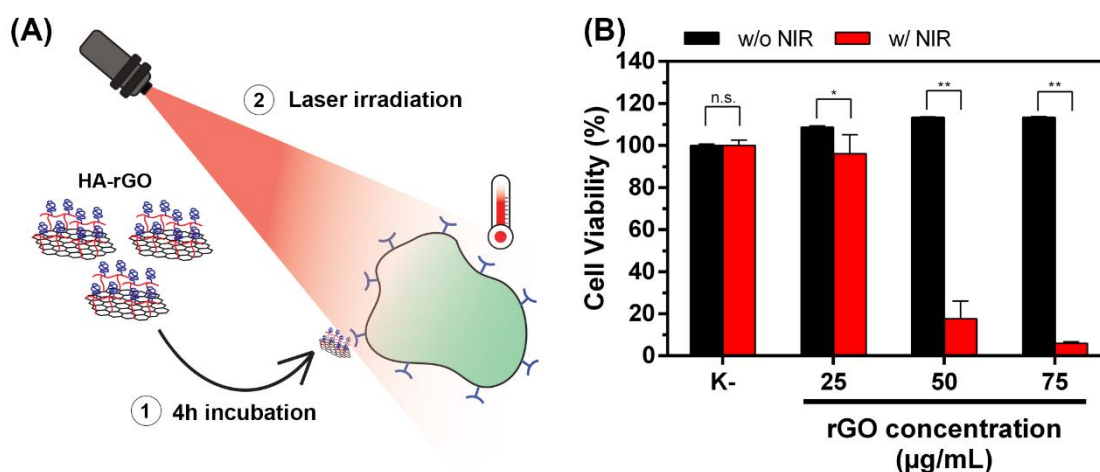 (A)
2 Laser irradiation
HA-rGO
1 4h incubation
(B)
w/o NIR w/ NIR
Cell Viability (%)
140
120
100
80
60
40
20
0
n.s.
*
**
**
K- 25 50 75
rGO concentration
(µg/mL)